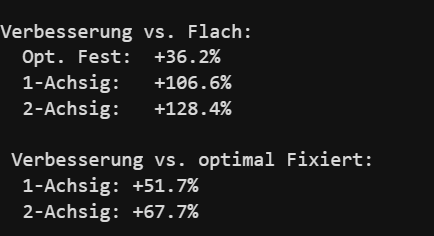 Verbesserung vs. Flach:
Opt. Fest: +36.2%
1-Achsig: +106.6%
2-Achsig: +128.4%
Verbesserung vs. optimal Fixiert:
1-Achsig: +51.7%
2-Achsig: +67.7%